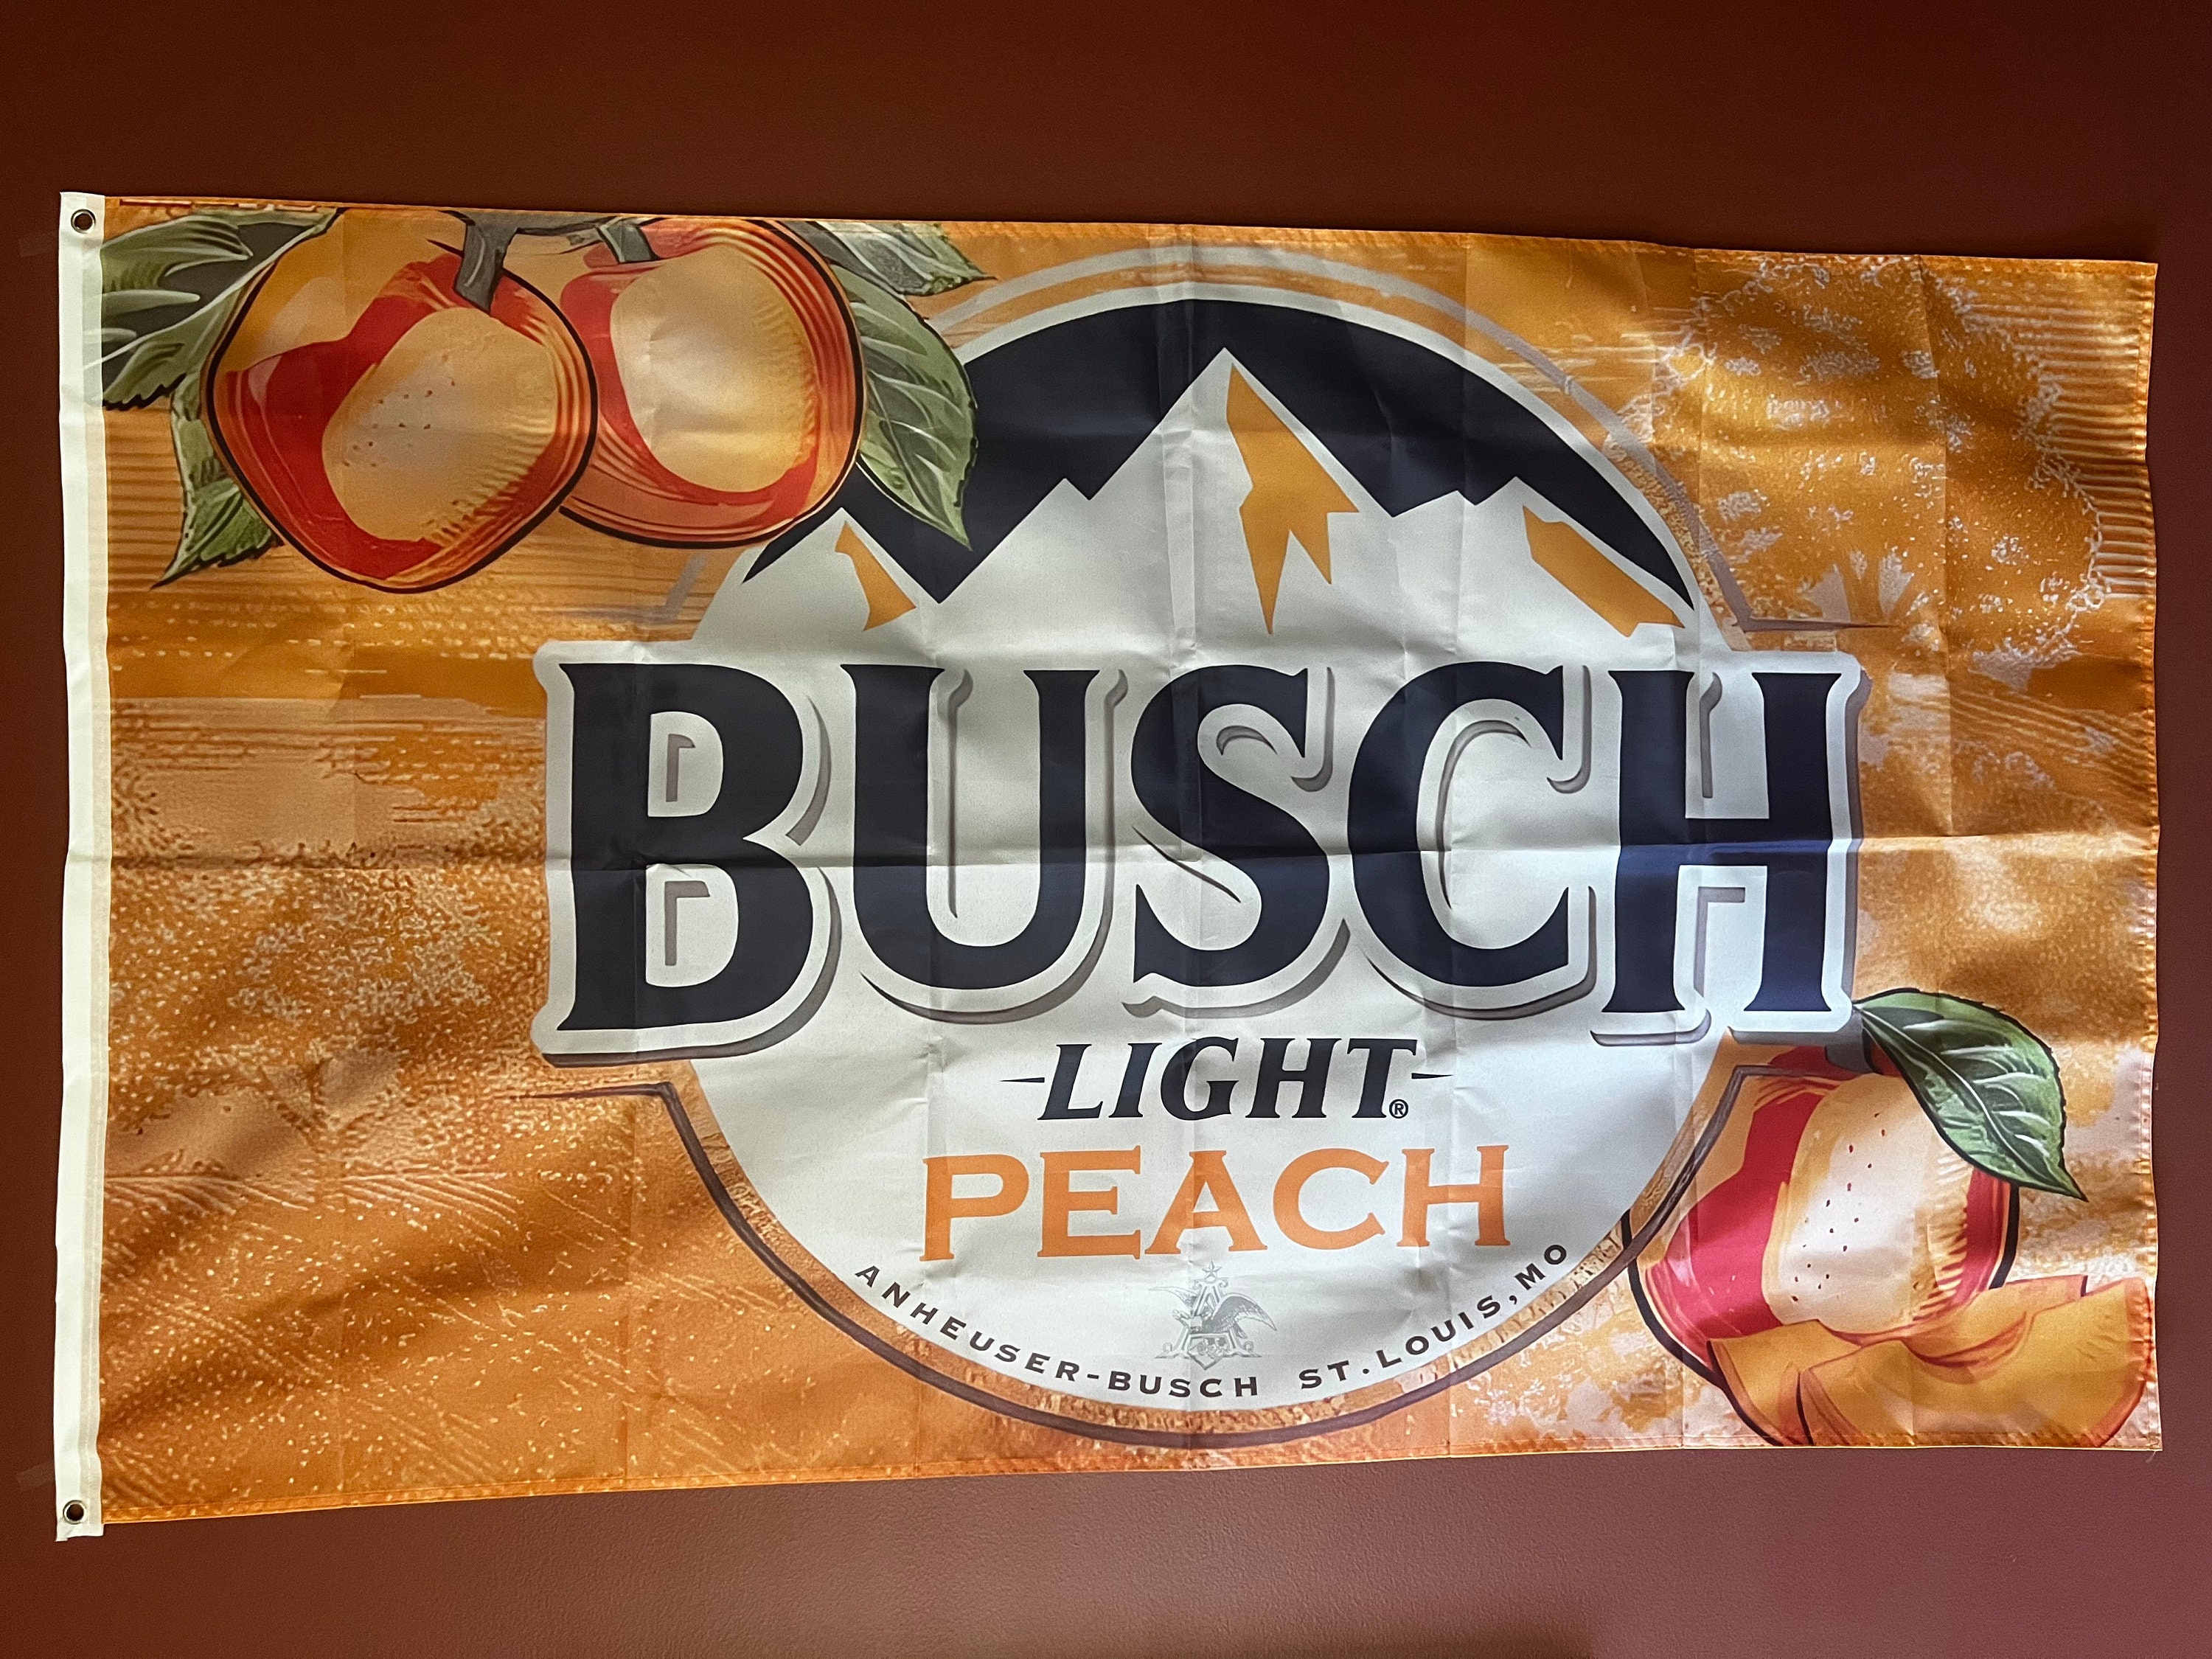 BUSCH
-LIGHT®-
PEACH
ANHEUSER-BUSCH ST. LOUIS, MO